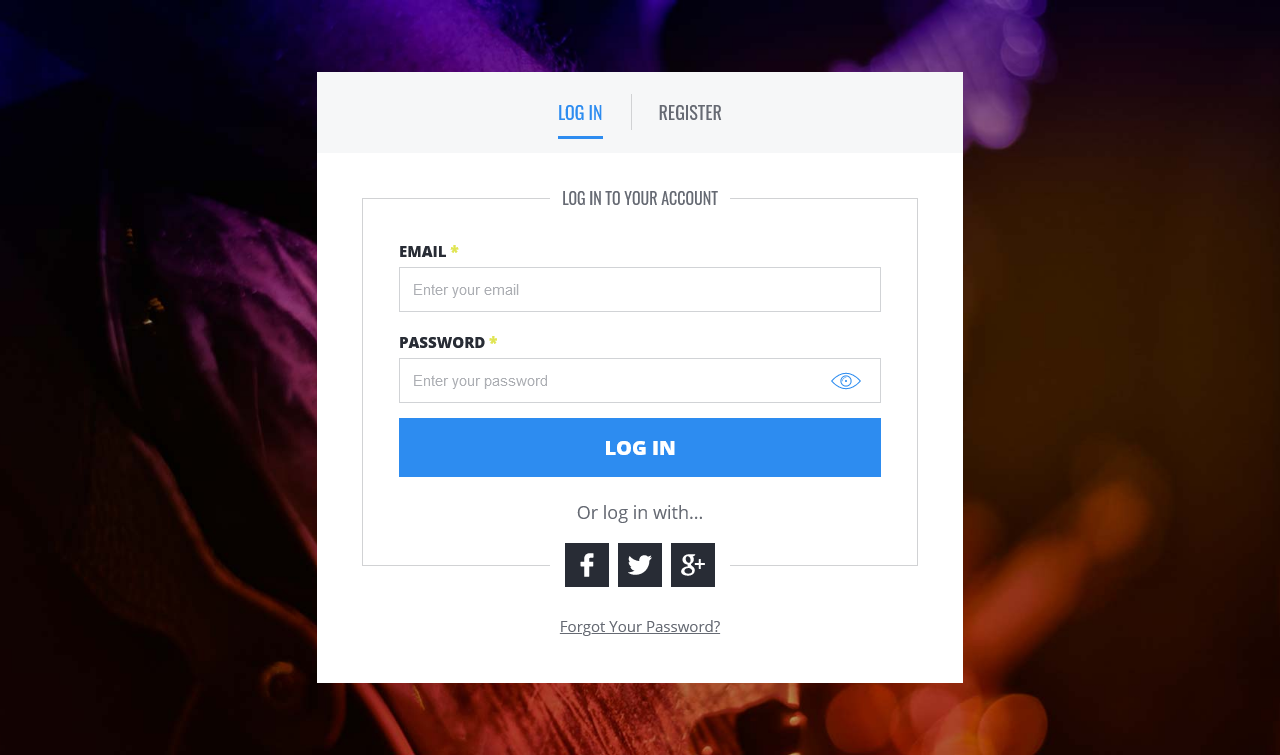 LOG IN
REGISTER
LOG IN TO YOUR ACCOUNT
EMAIL *
Enter your email
PASSWORD *
Enter your password
LOG IN
Or log in with...
f g+
Forgot Your Password?